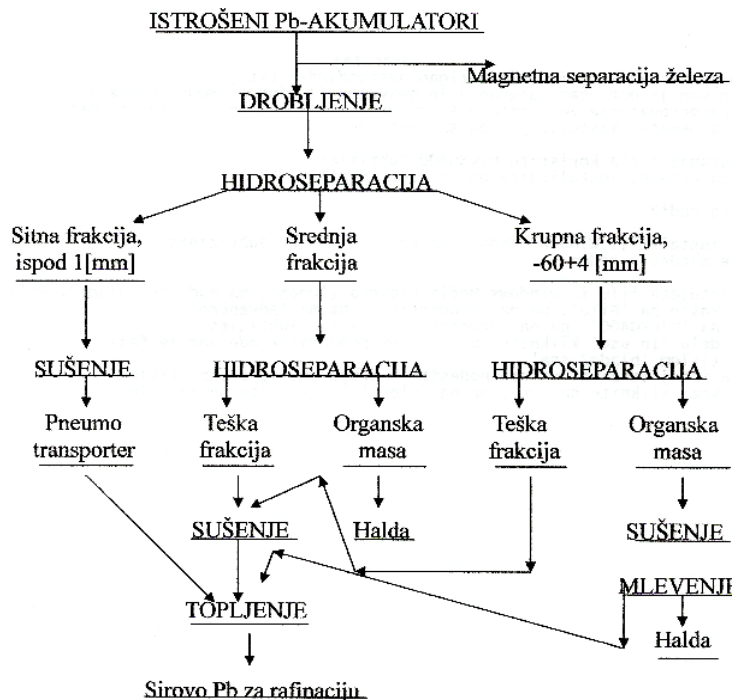 ISTROŠENI Pb-AKUMULATORI
Magnetna separacija železa
DROBLJENJE
HIDROSEPARACIJA
Sitna frakcija,
ispod 1[mm]
Srednja
frakcija
Krupna frakcija,
-60+4 [mm]
SUŠENJE
HIDROSEPARACIJA
HIDROSEPARACIJA
Pneumo
transporter
Teška
frakcija
Organska
masa
Teška
frakcija
Organska
masa
SUŠENJE
Halda
SUŠENJE
TOPLJENJE
MLEVENJE
Halda
Sirovo Pb za rafinaciju